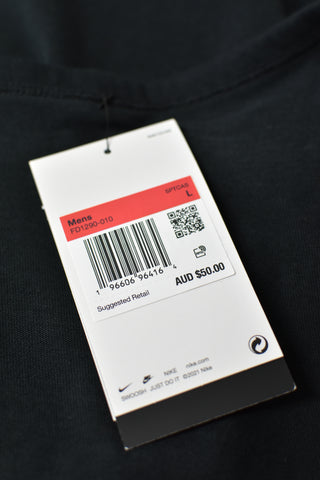 SPTCAS
Mens L
FD1290-010
1 96606 96416 4
Suggested Retail
AUD $50.00
NIKE nika.com
SWOOSH JUST DO IT ©2021 Nike